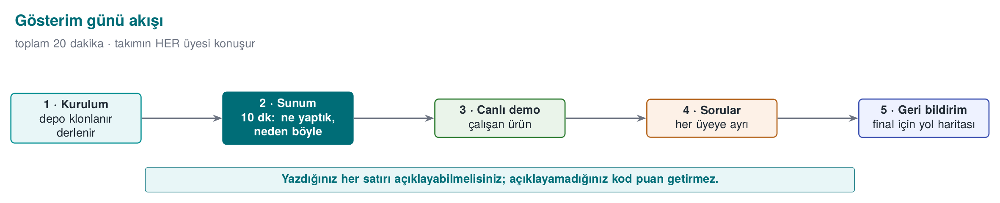 Gösterim günü akışı
toplam 20 dakika · takımın HER üyesi konuşur
1 · Kurulum
depo klonlanır
derlenir
2 · Sunum
10 dk: ne yaptık,
neden böyle
3 · Canlı demo
çalışan ürün
4 · Sorular
her üyeye ayrı
5 · Geri bildirim
final için yol haritası
Yazdığınız her satırı açıklayabilmelisiniz; açıklayamadığınız kod puan getirmez.